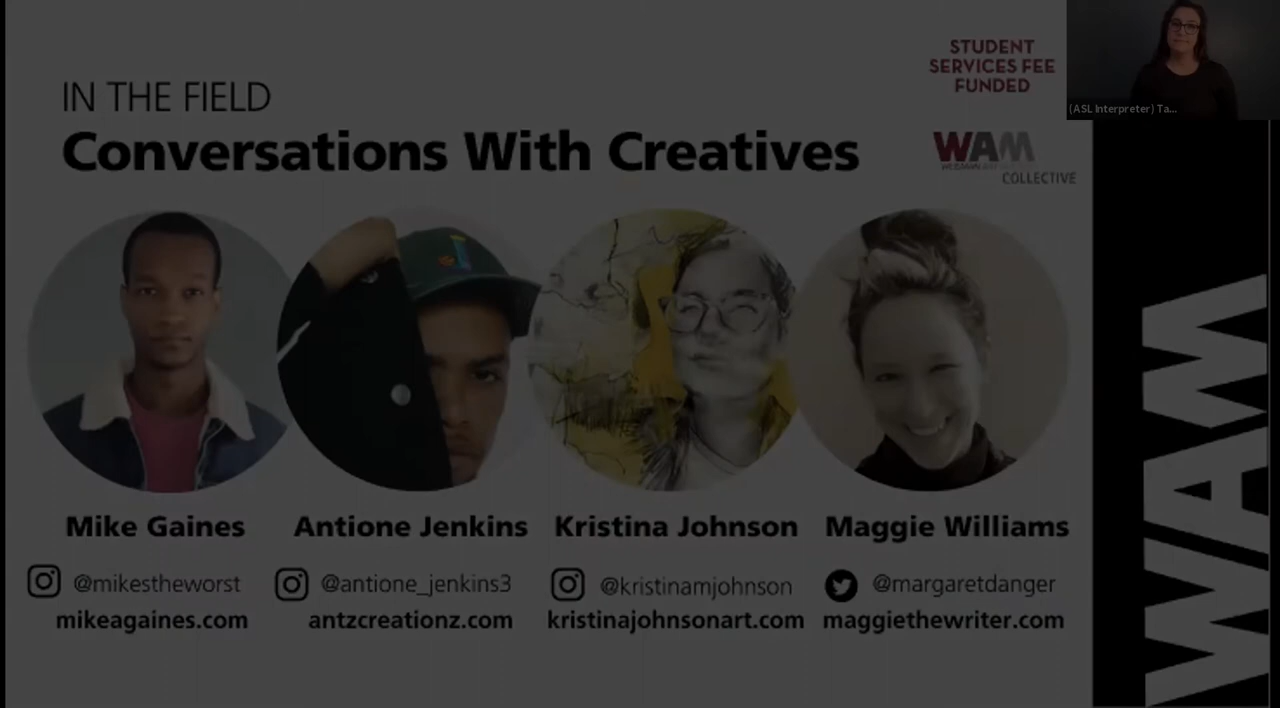 IN THE FIELD
Conversations With Creatives
STUDENT
SERVICES FEE
FUNDED
WAM
COLLECTIVE
(ASL Interpreter) Ta...
Mike Gaines
@mikestheworst
mikeagaines.com
Antione Jenkins
@antione_jenkins3
antzcreationz.com
Kristina Johnson
@kristinamjohnson
kristinajohnsonart.com
Maggie Williams
@margaretdanger
maggiethewriter.com
WAM